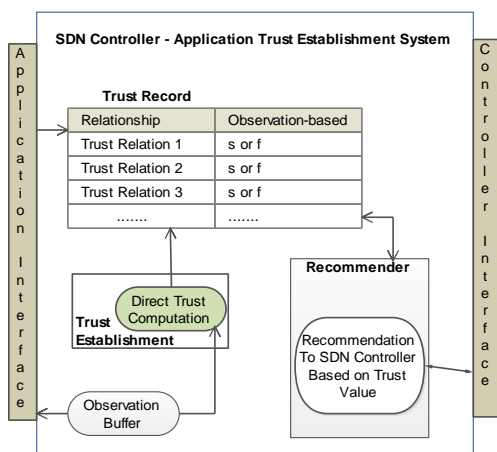 SDN Controller - Application Trust Establishment System
Application Interface
Controller Interface
Trust Record
Relationship Observation-based
Trust Relation 1 s or f
Trust Relation 2 s or f
Trust Relation 3 s or f
....... .......
Recommender
Direct Trust
Computation
Trust
Establishment
Recommendation
To SDN Controller
Based on Trust
Value
Observation
Buffer